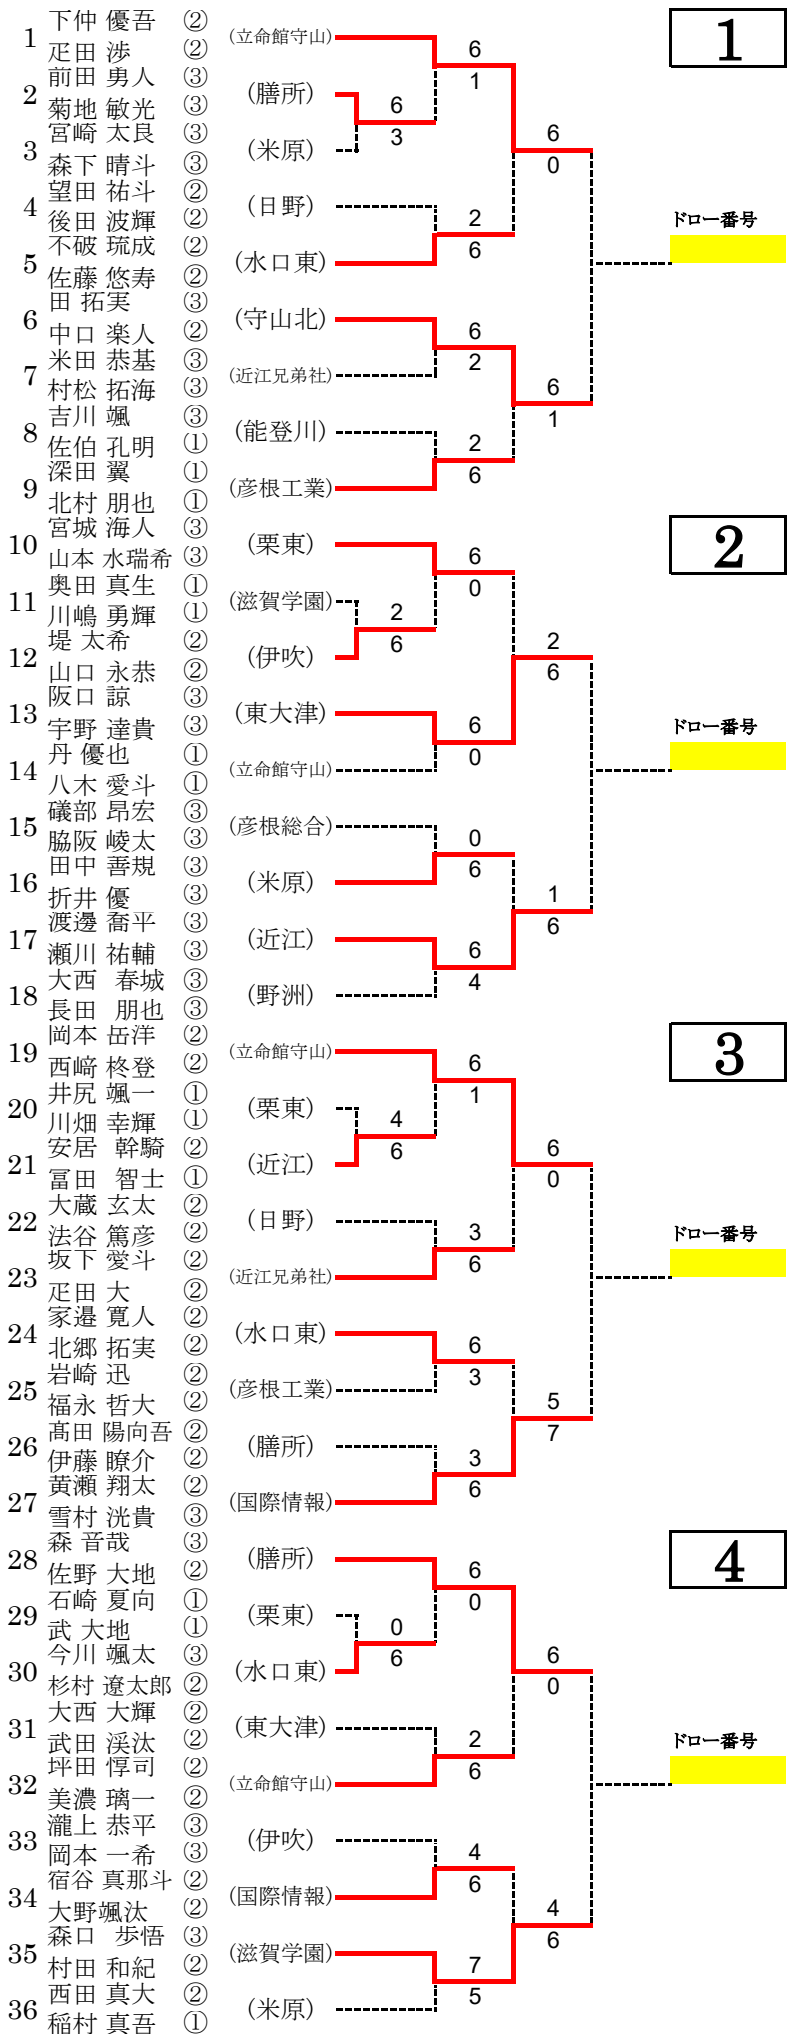 1 下仲 優吾 ② (立命館守山)
疋田 渉 ②
2 前田 勇人 ③ (膳所)
菊地 敏光 ③
3 宮崎 太良 ③ (米原)
森下 晴斗 ③
4 望田 祐斗 ② (日野)
後田 波輝 ②
5 不破 琉成 ② (水口東)
佐藤 悠寿 ②
6 田 拓実 ③ (守山北)
中口 楽人 ②
7 米田 恭基 ③ (近江兄弟社)
村松 拓海 ③
8 吉川 颯 ③ (能登川)
佐伯 孔明 ①
9 深田 翼 ① (彦根工業)
北村 朋也 ①
6
1
6
3
2
6
6
2
2
6
6
0
6
1
1
ドロー番号
10 宮城 海人 ③ (栗東)
山本 水瑞希 ③
11 奥田 真生 ① (滋賀学園)
川嶋 勇輝 ①
12 堤 太希 ② (伊吹)
山口 永恭 ②
13 阪口 諒 ③ (東大津)
宇野 達貴 ③
14 丹 優也 ① (立命館守山)
八木 愛斗 ①
15 礒部 昂宏 ③ (彦根総合)
脇阪 崚太 ③
16 田中 善規 ③ (米原)
折井 優 ③
17 渡邊 喬平 ③ (近江)
瀬川 祐輔 ③
18 大西 春城 ③ (野洲)
長田 朋也 ③
6
0
2
6
6
0
0
6
6
4
2
6
1
6
2
ドロー番号
19 岡本 岳洋 ② (立命館守山)
西﨑 柊登 ②
20 井尻 颯一 ① (栗東)
川畑 幸輝 ①
21 安居 幹騎 ② (近江)
冨田 智士 ①
22 大蔵 玄太 ② (日野)
法谷 篤彦 ②
23 坂下 愛斗 ② (近江兄弟社)
疋田 大 ②
24 家邉 寛人 ② (水口東)
北郷 拓実 ②
25 岩崎 迅 ② (彦根工業)
福永 哲大 ②
26 髙田 陽向吾 ② (膳所)
伊藤 瞭介 ②
27 黄瀬 翔太 ② (国際情報)
雪村 洸貴 ③
6
1
4
6
3
6
6
3
3
6
6
0
5
7
3
ドロー番号
28 森 音哉 ③ (膳所)
佐野 大地 ②
29 石崎 夏向 ① (栗東)
武 大地 ①
30 今川 颯太 ③ (水口東)
杉村 遼太郎 ②
31 大西 大輝 ② (東大津)
武田 渓汰 ②
32 坪田 惇司 ② (立命館守山)
美濃 璃一 ②
33 瀧上 恭平 ③ (伊吹)
岡本 一希 ③
34 宿谷 真那斗 ② (国際情報)
大野颯汰 ②
35 森口 歩悟 ③ (滋賀学園)
村田 和紀 ②
36 西田 真大 ② (米原)
稲村 真吾 ①
6
0
0
6
2
6
4
6
7
5
6
0
4
6
4
ドロー番号